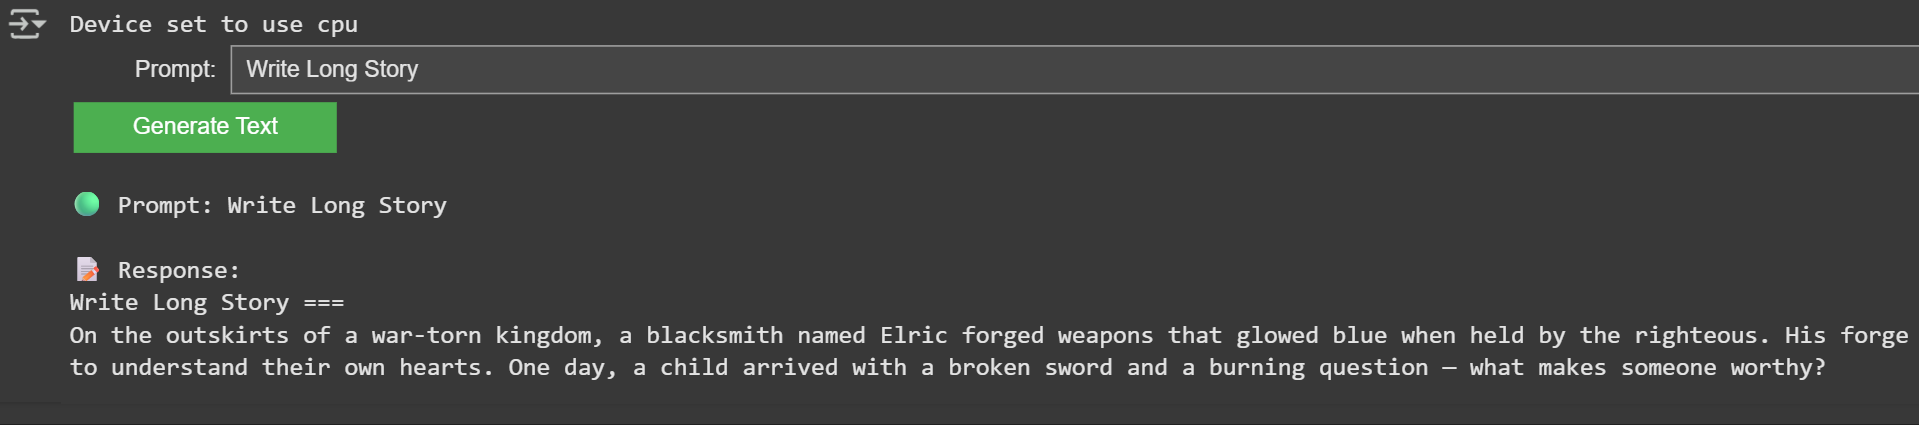 Device set to use cpu
Prompt: Write Long Story
Generate Text
Prompt: Write Long Story
Response:
Write Long Story ===
On the outskirts of a war-torn kingdom, a blacksmith named Elric forged weapons that glowed blue when held by the righteous. His forge
to understand their own hearts. One day, a child arrived with a broken sword and a burning question — what makes someone worthy?